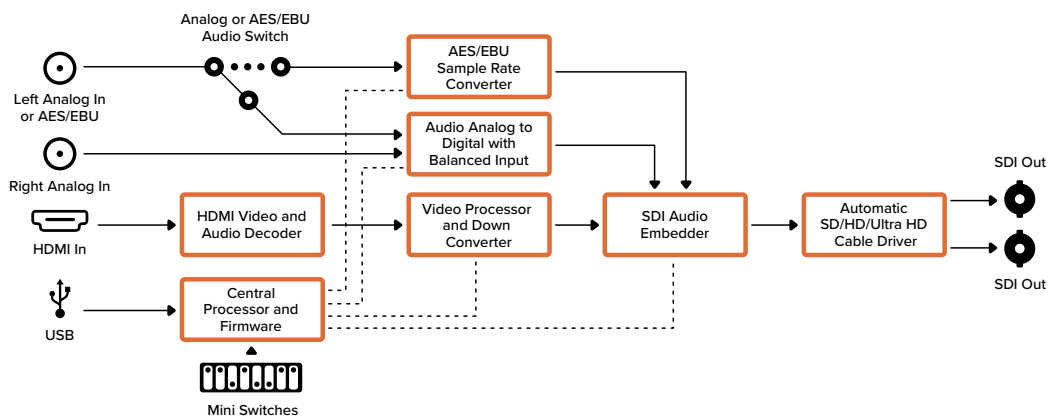 Analog or AES/EBU
Audio Switch
Left Analog In
or AES/EBU
AES/EBU
Sample Rate
Converter
Right Analog In
Audio Analog to
Digital with
Balanced Input
HDMI In
HDMI Video and
Audio Decoder
Video Processor
and Down
Converter
SDI Audio
Embedder
Automatic
SD/HD/Ultra HD
Cable Driver
SDI Out
SDI Out
USB
Central
Processor and
Firmware
Mini Switches